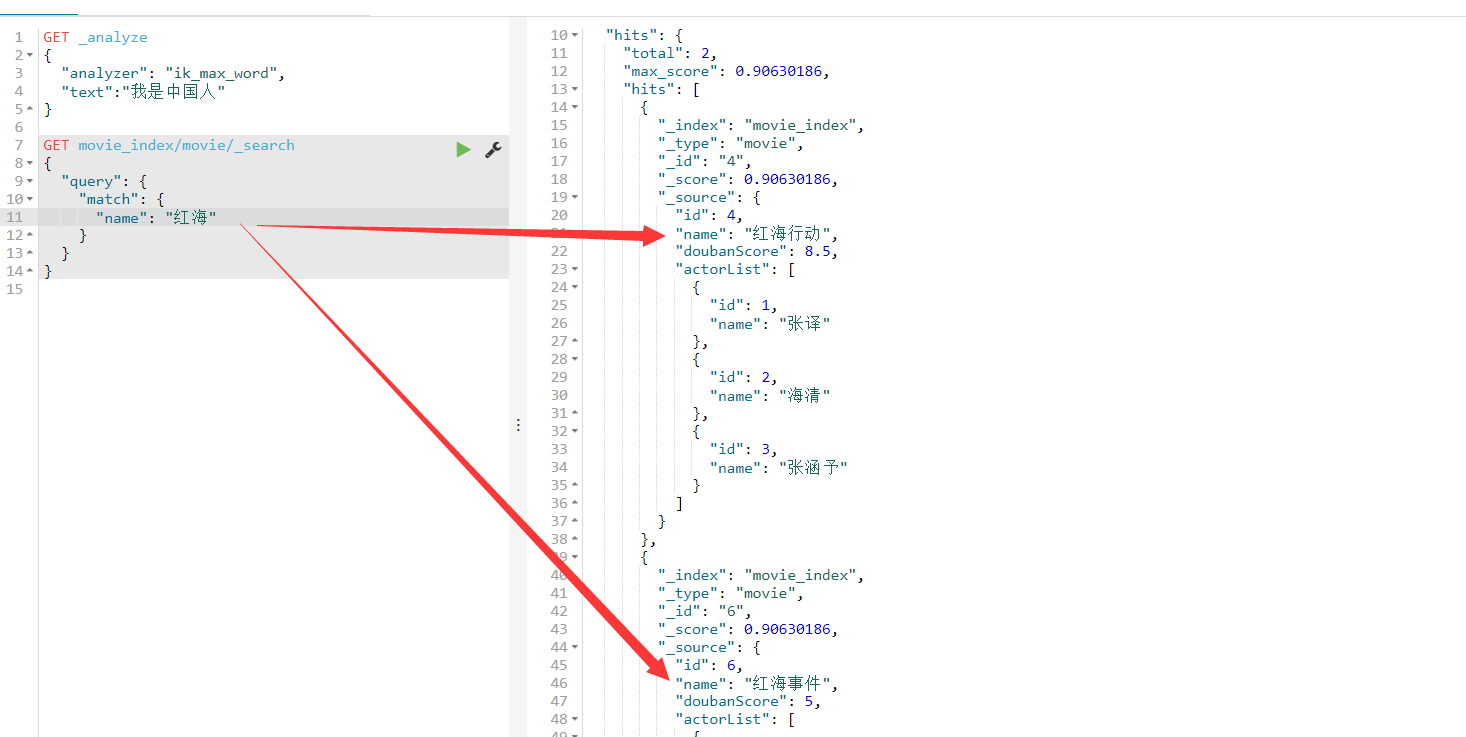 1 GET _analyze
2 {
3 "analyzer": "ik_max_word",
4 "text":"我是中国人"
5 }
6
7 GET movie_index/movie/_search
8 {
9 "query": {
10 "match": {
11 "name": "红海"
12 }
13 }
14 }
15
10 "hits": {
11 "total": 2,
12 "max_score": 0.90630186,
13 "hits": [
14 {
15 "_index": "movie_index",
16 "_type": "movie",
17 "_id": "4",
18 "_score": 0.90630186,
19 "_source": {
20 "id": 4,
21 "name": "红海行动",
22 "doubanScore": 8.5,
23 "actorList": [
24 {
25 "id": 1,
26 "name": "张译"
27 },
28 {
29 "id": 2,
30 "name": "海清"
31 },
32 {
33 "id": 3,
34 "name": "张涵予"
35 }
36 ]
37 }
38 },
39 {
40 "_index": "movie_index",
41 "_type": "movie",
42 "_id": "6",
43 "_score": 0.90630186,
44 "_source": {
45 "id": 6,
46 "name": "红海事件",
47 "doubanScore": 5,
48 "actorList": [
{